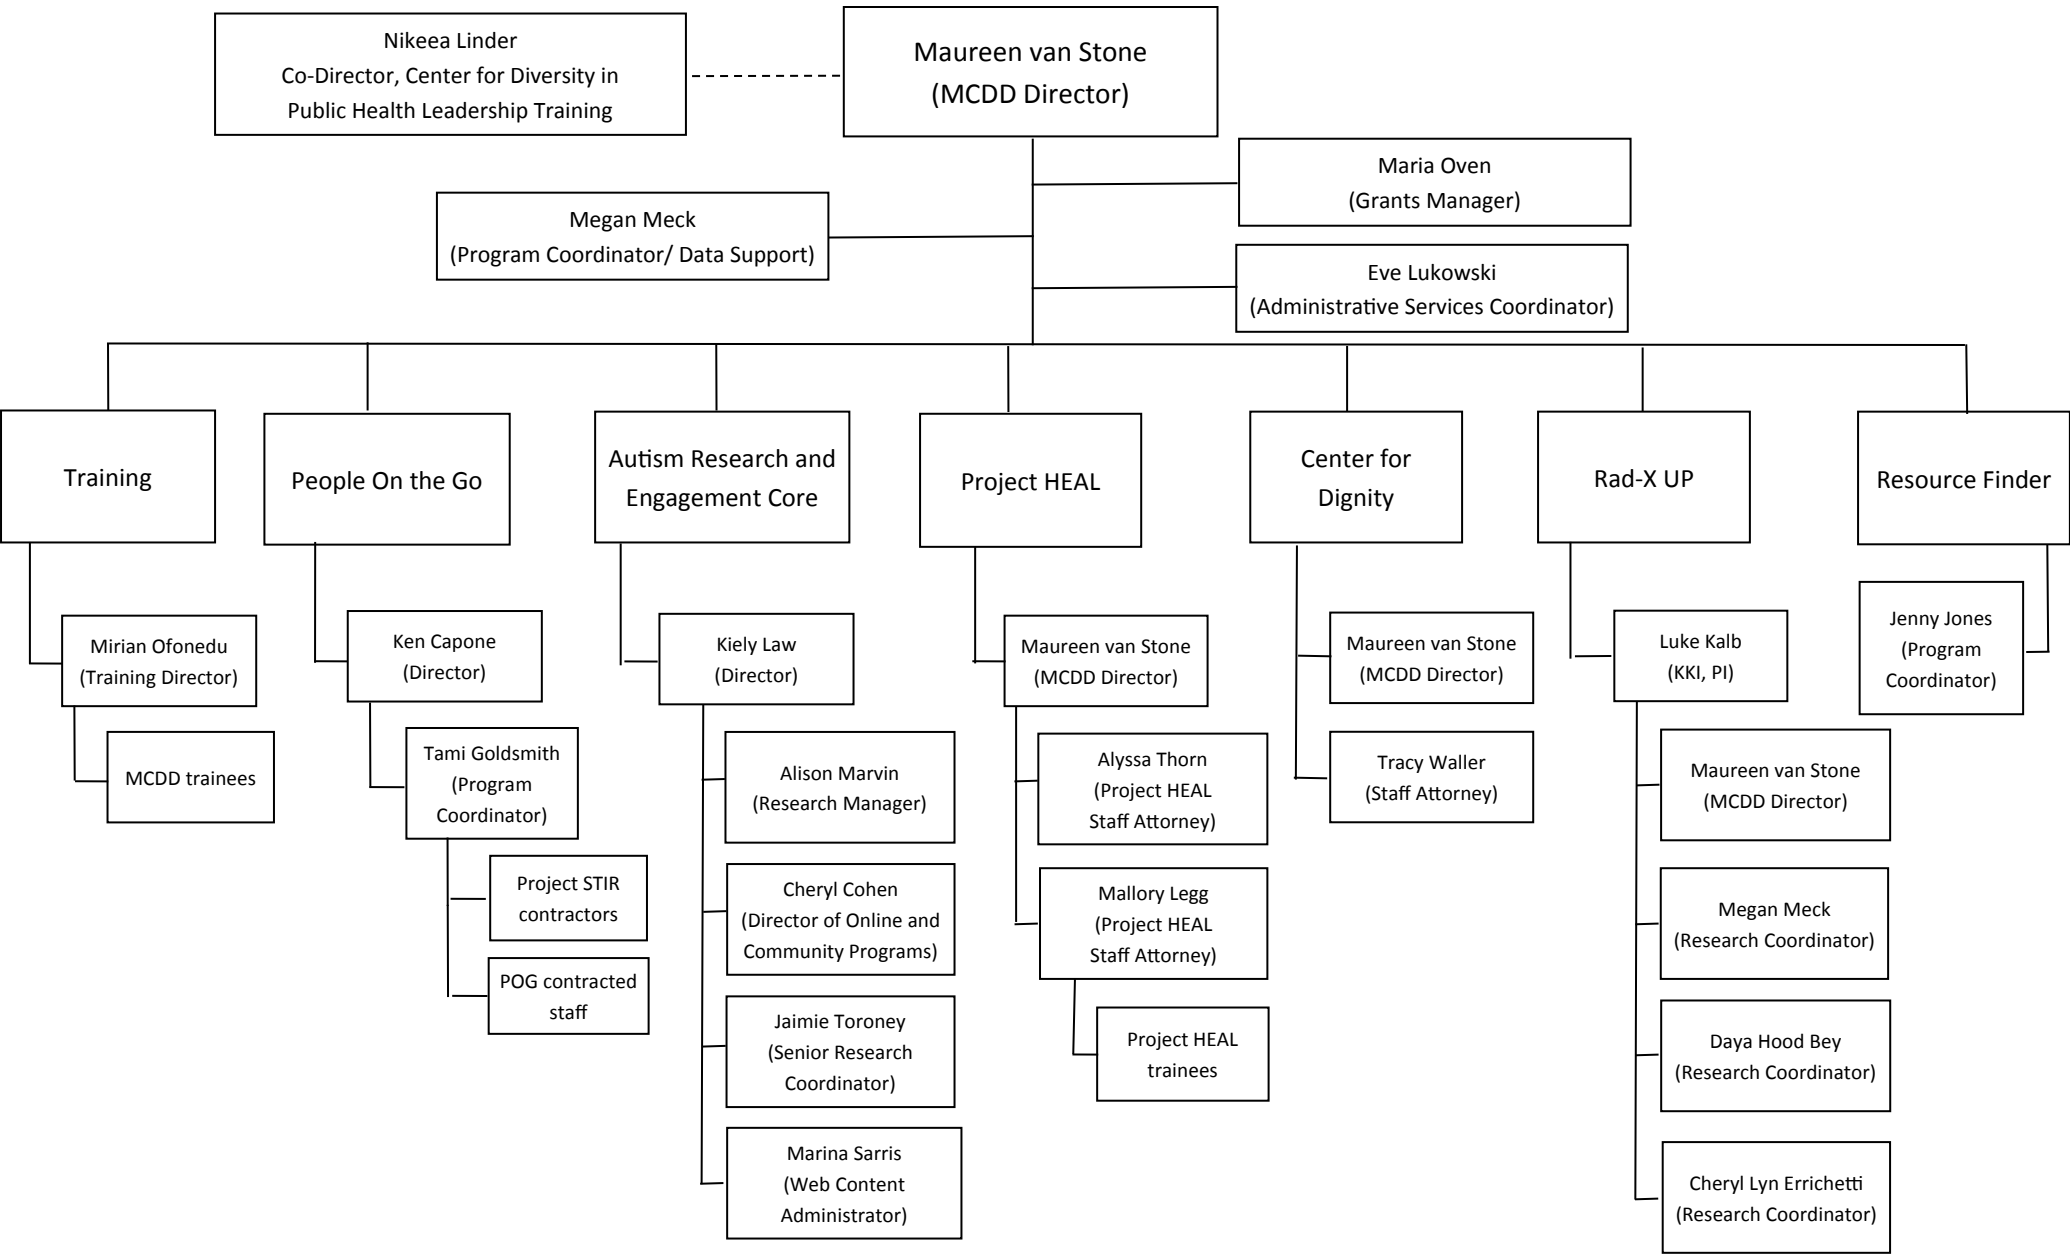 Nikeea Linder
Co-Director, Center for Diversity in
Public Health Leadership Training
Maureen van Stone
(MCDD Director)
Maria Oven
(Grants Manager)
Megan Meck
(Program Coordinator/ Data Support)
Eve Lukowski
(Administrative Services Coordinator)
Training
People On the Go
Autism Research and
Engagement Core
Project HEAL
Center for
Dignity
Rad-X UP
Resource Finder
Mirian Ofonedu
(Training Director)
MCDD trainees
Ken Capone
(Director)
Tami Goldsmith
(Program
Coordinator)
Project STIR
contractors
POG contracted
staff
Kiely Law
(Director)
Alison Marvin
(Research Manager)
Cheryl Cohen
(Director of Online and
Community Programs)
Jaimie Toroney
(Senior Research
Coordinator)
Marina Sarris
(Web Content
Administrator)
Maureen van Stone
(MCDD Director)
Alyssa Thorn
(Project HEAL
Staff Attorney)
Mallory Legg
(Project HEAL
Staff Attorney)
Project HEAL
trainees
Maureen van Stone
(MCDD Director)
Tracy Waller
(Staff Attorney)
Luke Kalb
(KKI, PI)
Maureen van Stone
(MCDD Director)
Megan Meck
(Research Coordinator)
Daya Hood Bey
(Research Coordinator)
Cheryl Lyn Errichetti
(Research Coordinator)
Jenny Jones
(Program
Coordinator)